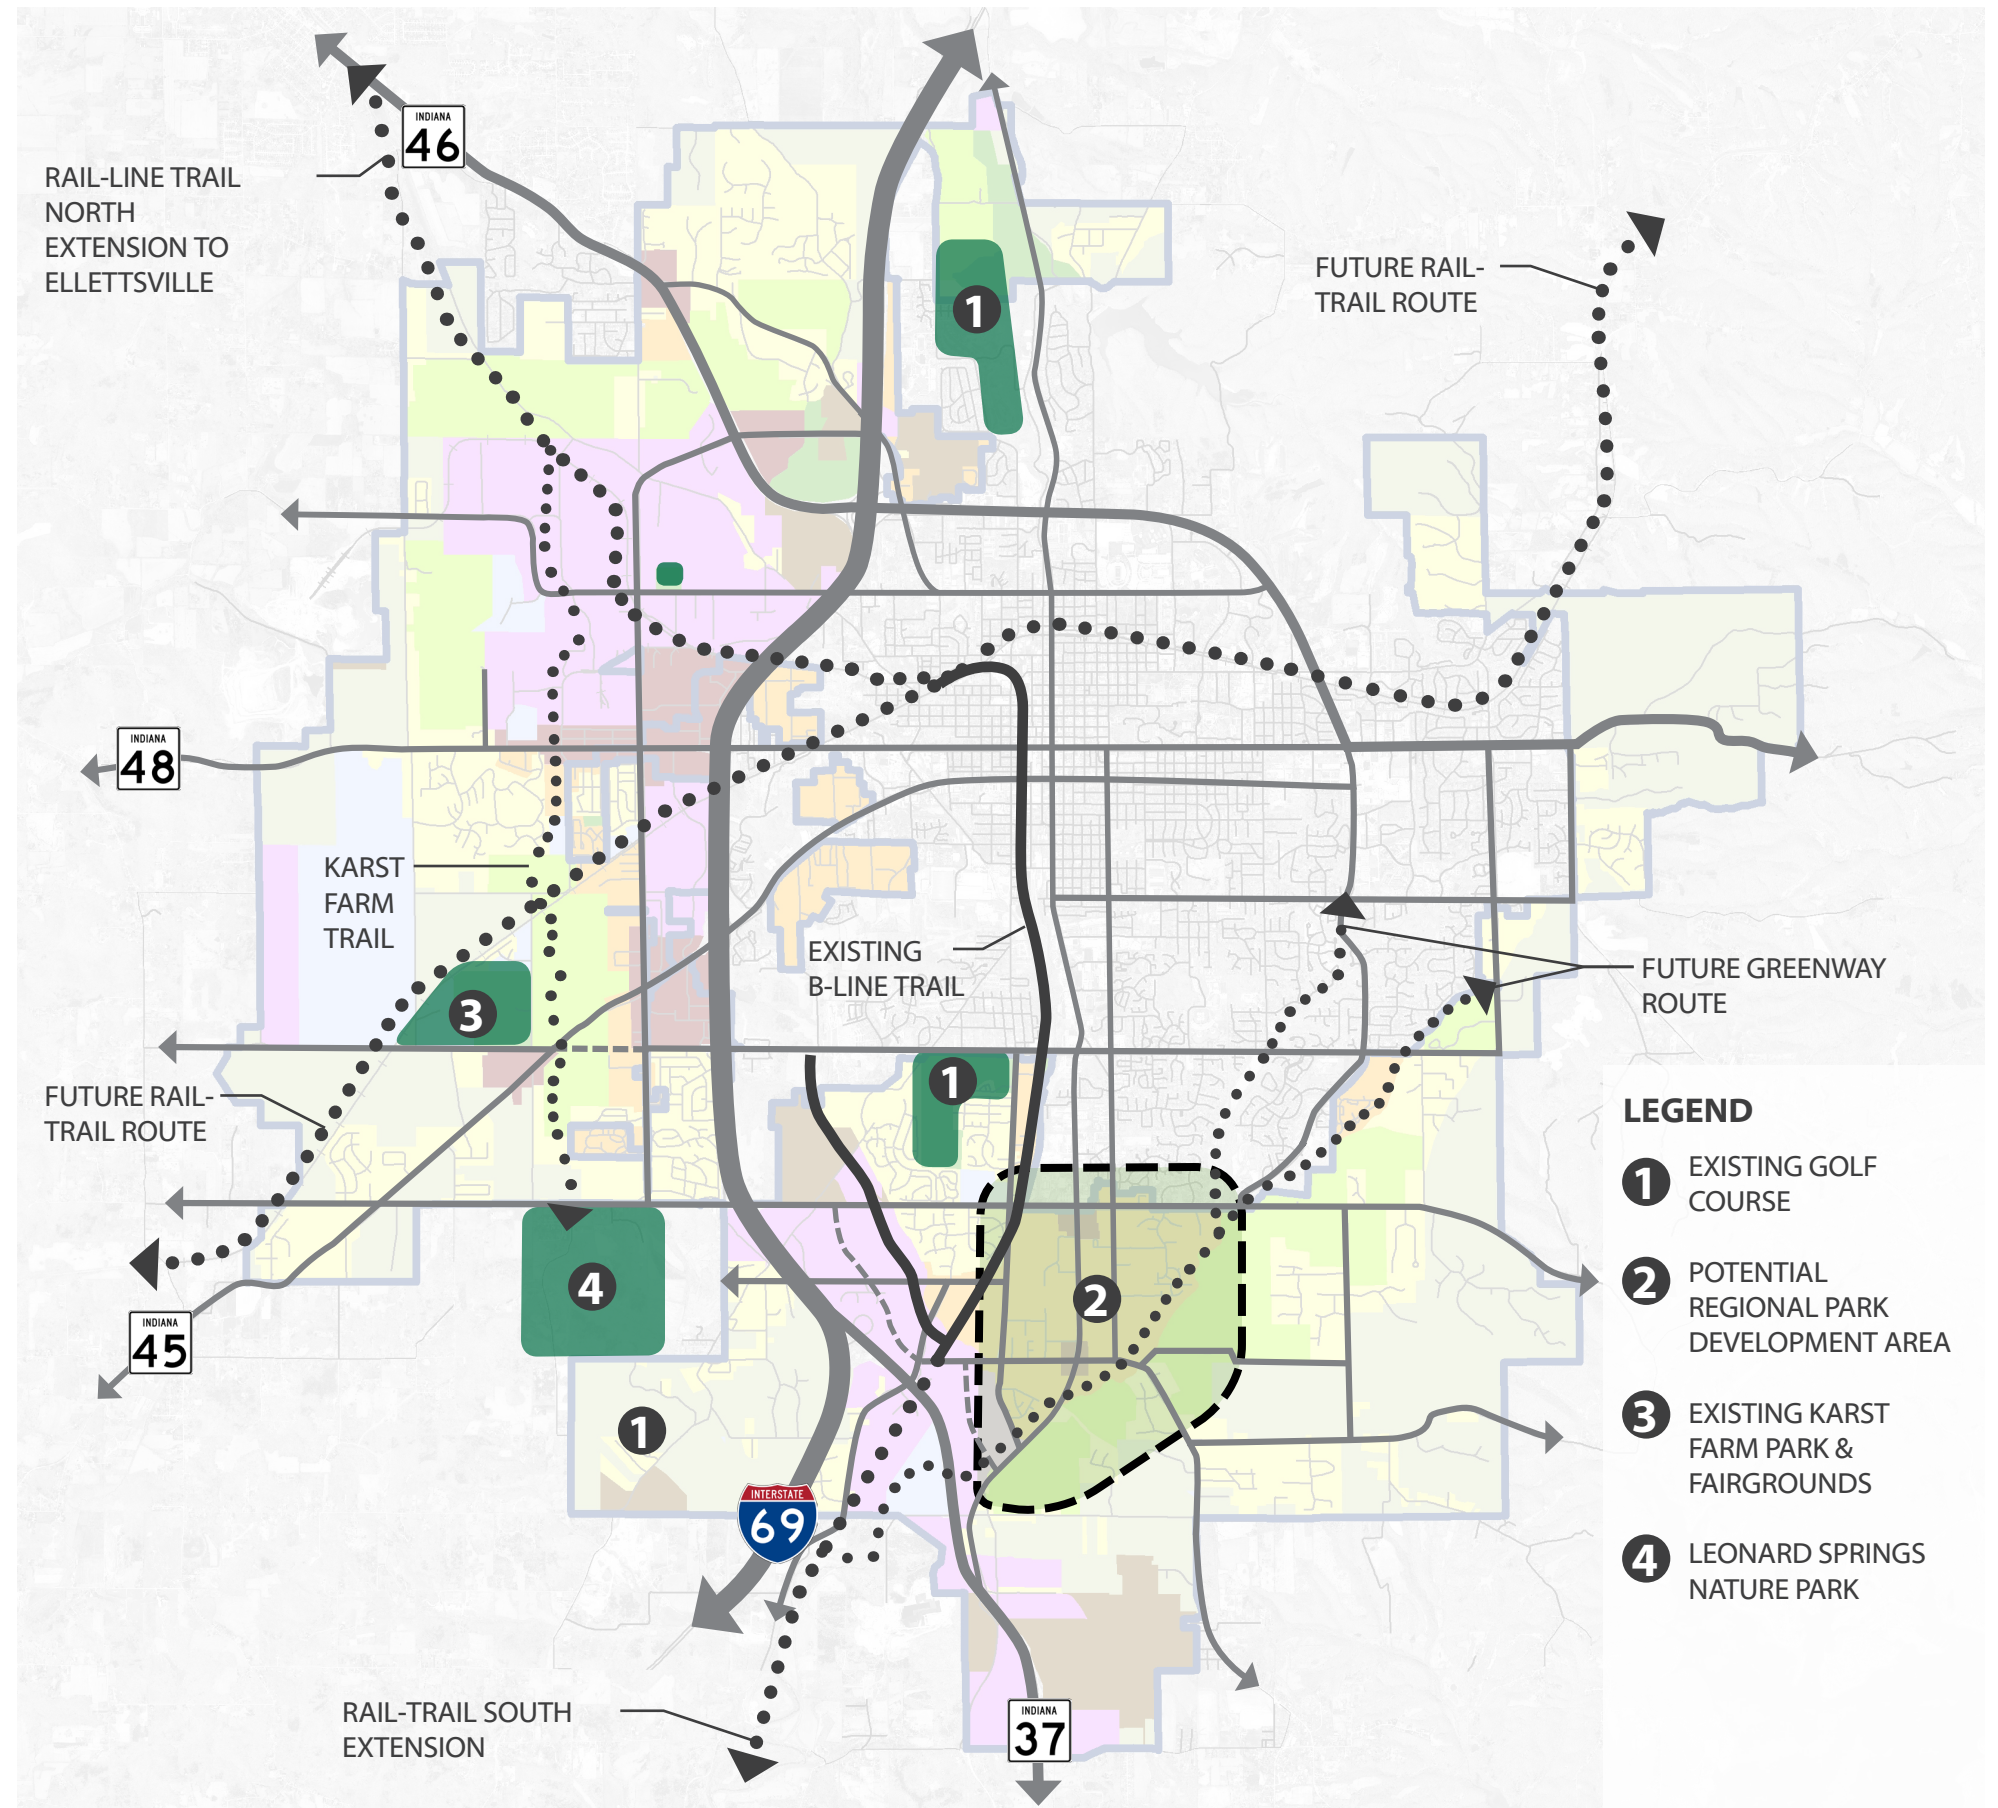 INDIANA
46
RAIL-LINE TRAIL
NORTH
EXTENSION TO
ELLETTSVILLE
FUTURE RAIL-
TRAIL ROUTE
1
INDIANA
48
KARST
FARM
TRAIL
EXISTING
B-LINE TRAIL
FUTURE GREENWAY
ROUTE
3
1
FUTURE RAIL-
TRAIL ROUTE
4
2
INDIANA
45
1
INTERSTATE
69
RAIL-TRAIL SOUTH
EXTENSION
INDIANA
37
LEGEND
1 EXISTING GOLF
COURSE
2 POTENTIAL
REGIONAL PARK
DEVELOPMENT AREA
3 EXISTING KARST
FARM PARK &
FAIRGROUNDS
4 LEONARD SPRINGS
NATURE PARK